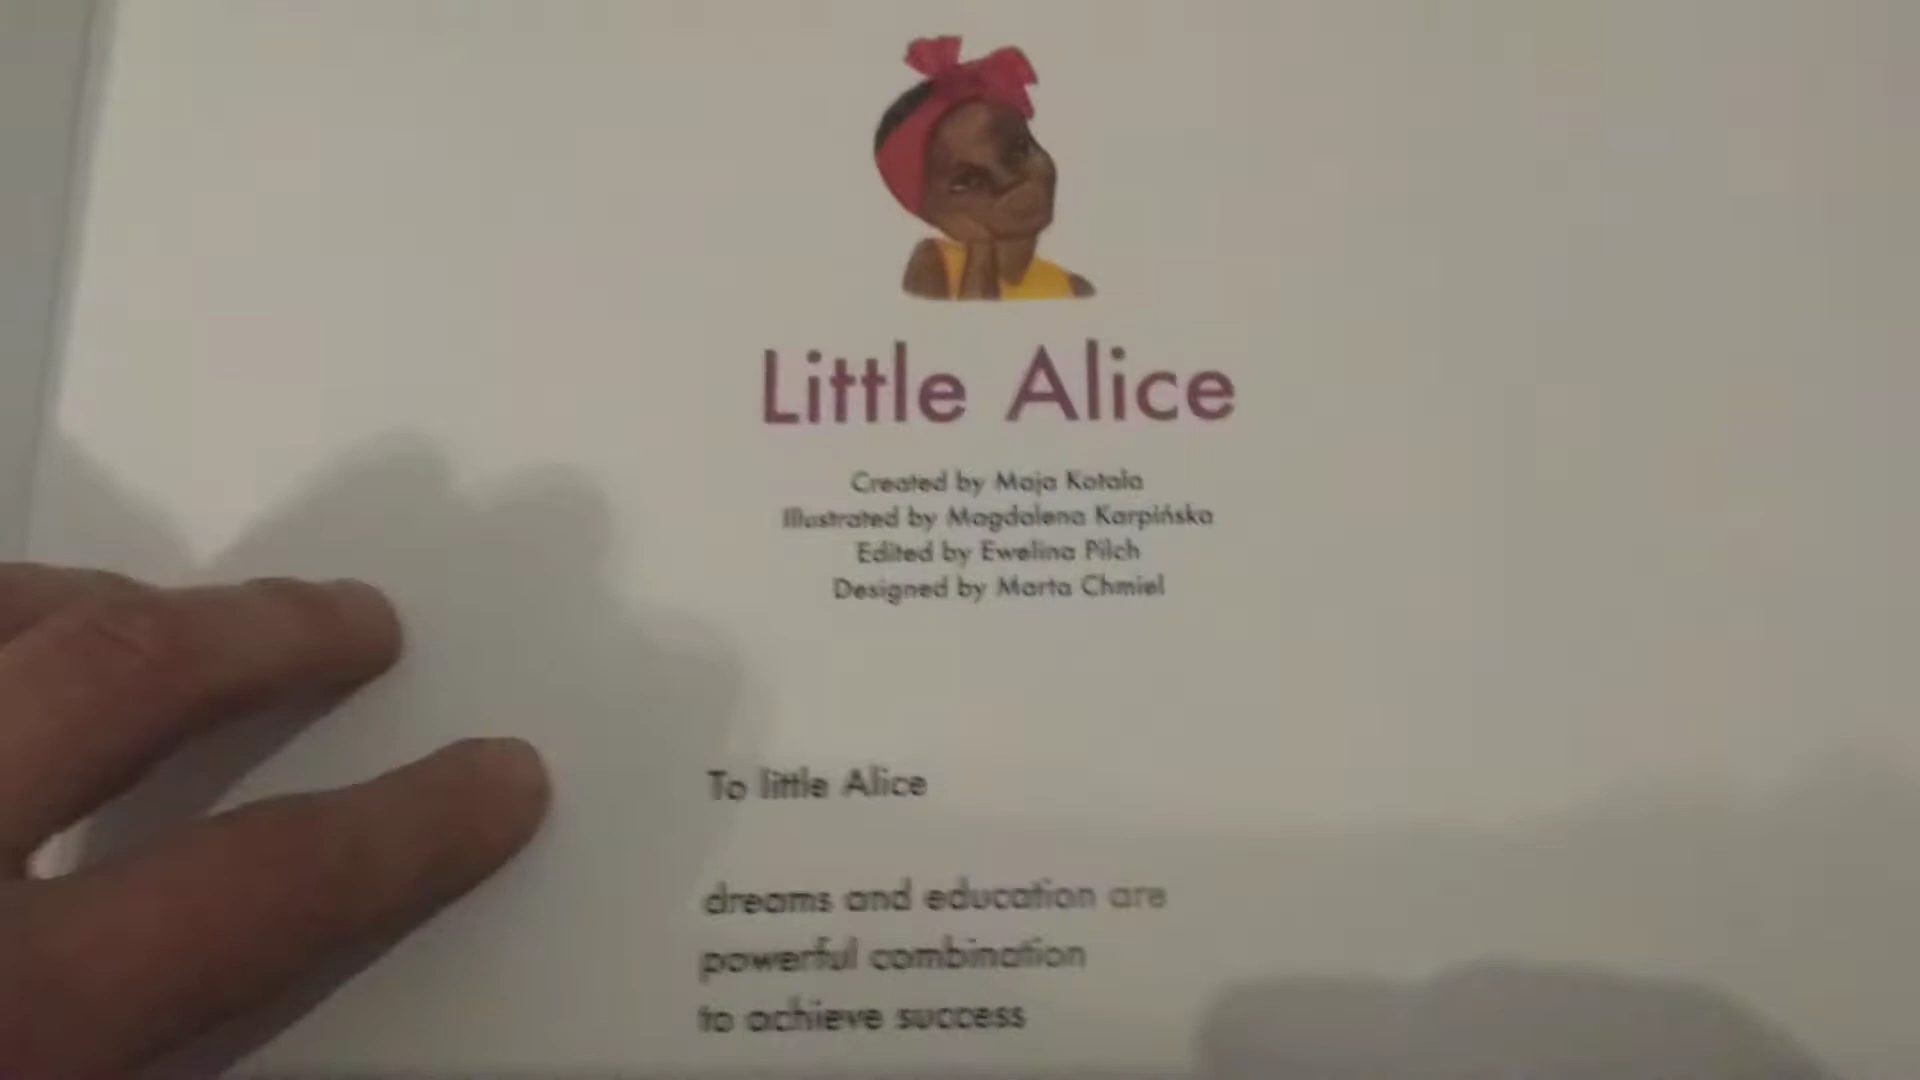 Little Alice
Created by Maja Kotala
Illustrated by Magdalena Karpińska
Edited by Ewelina Pilch
Designed by Marta Chmiel
To little Alice
dreams and education are
powerful combination
to achieve success